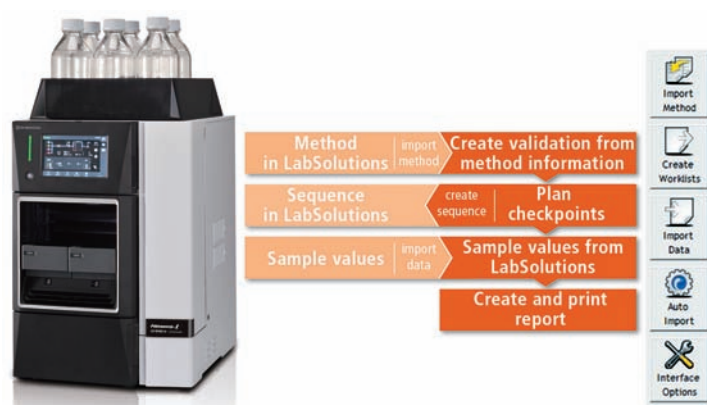 Method
in LabSolutions
import
method
Create validation from
method information
Sequence
in LabSolutions
create
sequence
Plan
checkpoints
Sample values
import
data
Sample values from
LabSolutions
Create and print
report
Import
Method
Create
Worklists
Import
Data
Auto
Import
Interface
Options